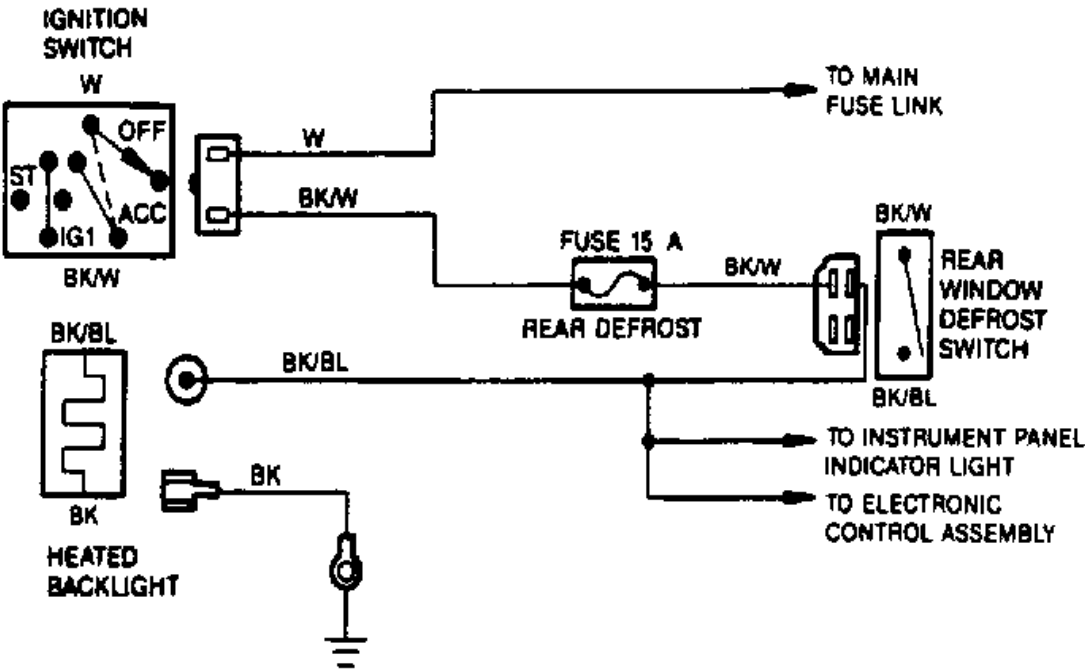 IGNITION
SWITCH
W
OFF
ST
ACC
IG1
BK/W
W
BK/W
TO MAIN
FUSE LINK
FUSE 15 A
REAR DEFROST
BK/W
BK/W
REAR
WINDOW
DEFROST
SWITCH
BK/BL
BK/BL
BK/BL
BK
HEATED
BACKLIGHT
BK
TO INSTRUMENT PANEL
INDICATOR LIGHT
TO ELECTRONIC
CONTROL ASSEMBLY